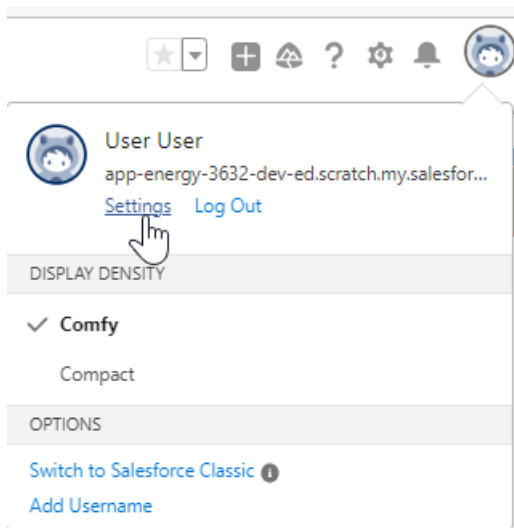 User User
app-energy-3632-dev-ed.scratch.my.salesfor...
Settings Log Out
DISPLAY DENSITY
Comfy
Compact
OPTIONS
Switch to Salesforce Classic
Add Username